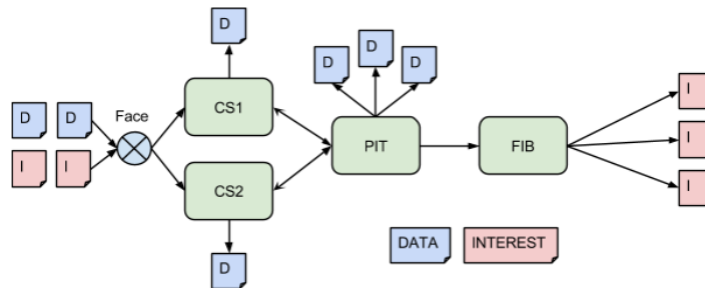 D
D D D
D D Face CS1
I
I I PIT FIB I
CS2
I
DATA INTEREST
D